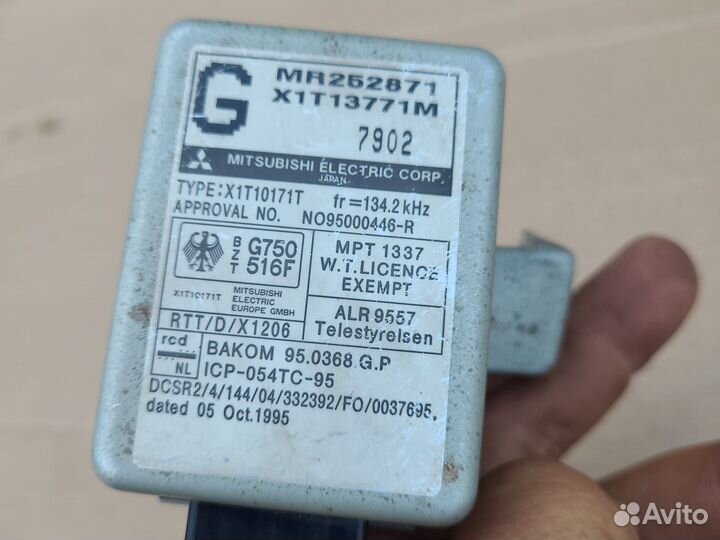 G
MR252871
X1T13771M
7902
MITSUBISHI ELECTRIC CORP.
JAPAN
TYPE:X1T10171T fr=134.2kHz
APPROVAL NO. NO95000446-R
BZT G750 516F
X1T10171T MITSUBISHI ELECTRIC EUROPE GMBH
MPT 1337
W.T.LICENCE
EXEMPT
ALR 9557
Telestyrelsen
RTT/D/X1206
rcd
NL
BAKOM 95.0368.G.P
ICP-054TC-95
DCSR2/4/144/04/332392/FO/0037695.
dated 05 Oct.1995
Avito